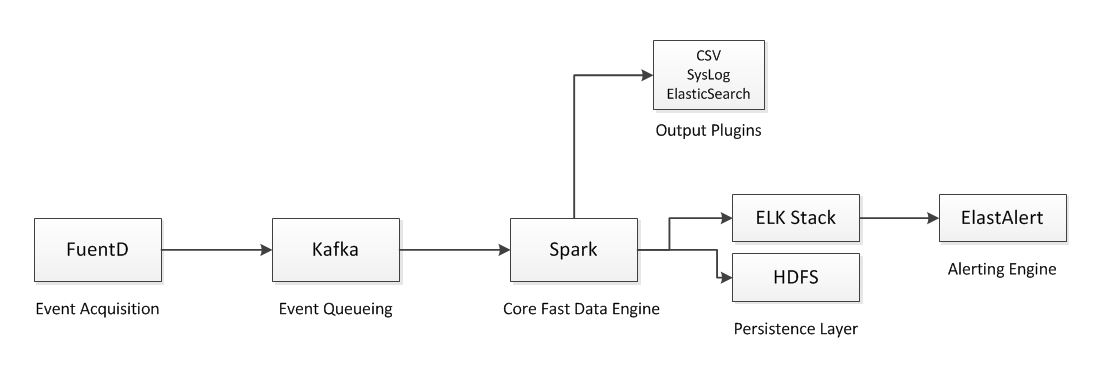 CSV
SysLog
ElasticSearch
Output Plugins
FuentD
Event Acquisition
Kafka
Event Queueing
Spark
Core Fast Data Engine
ELK Stack
HDFS
Persistence Layer
ElastAlert
Alerting Engine